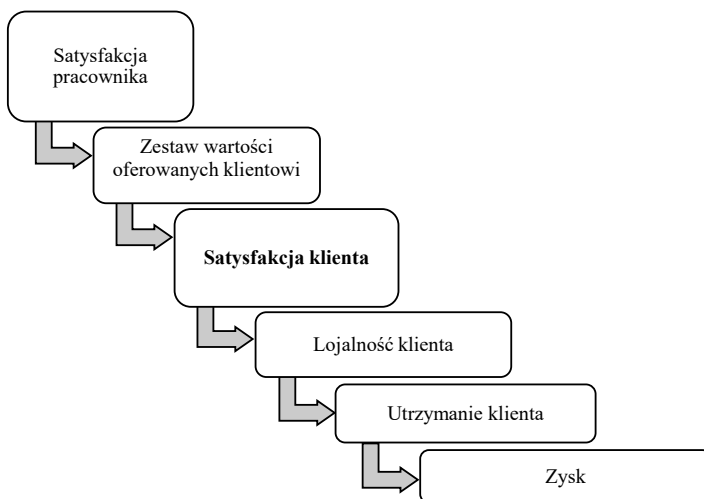 Satysfakcja
pracownika
Zestaw wartości
oferowanych klientowi
Satysfakcja klienta
Lojalność klienta
Utrzymanie klienta
Zysk